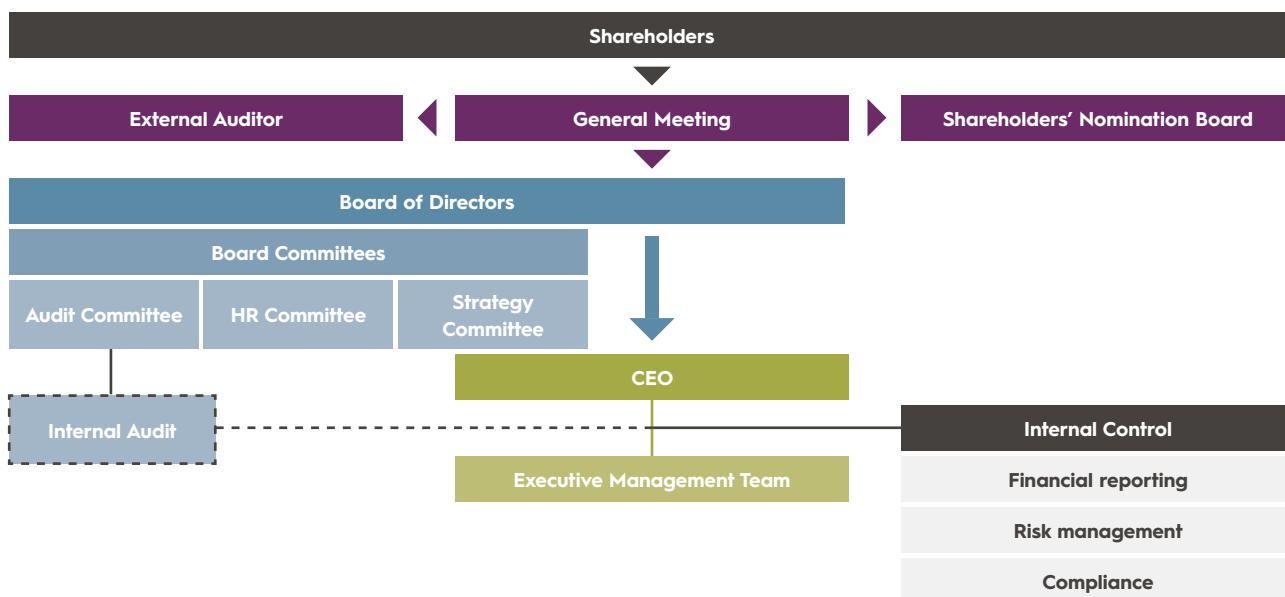 Shareholders
External Auditor
General Meeting
Shareholders' Nomination Board
Board of Directors
Board Committees
Audit Committee
HR Committee
Strategy
Committee
CEO
Internal Audit
Internal Control
Executive Management Team
Financial reporting
Risk management
Compliance